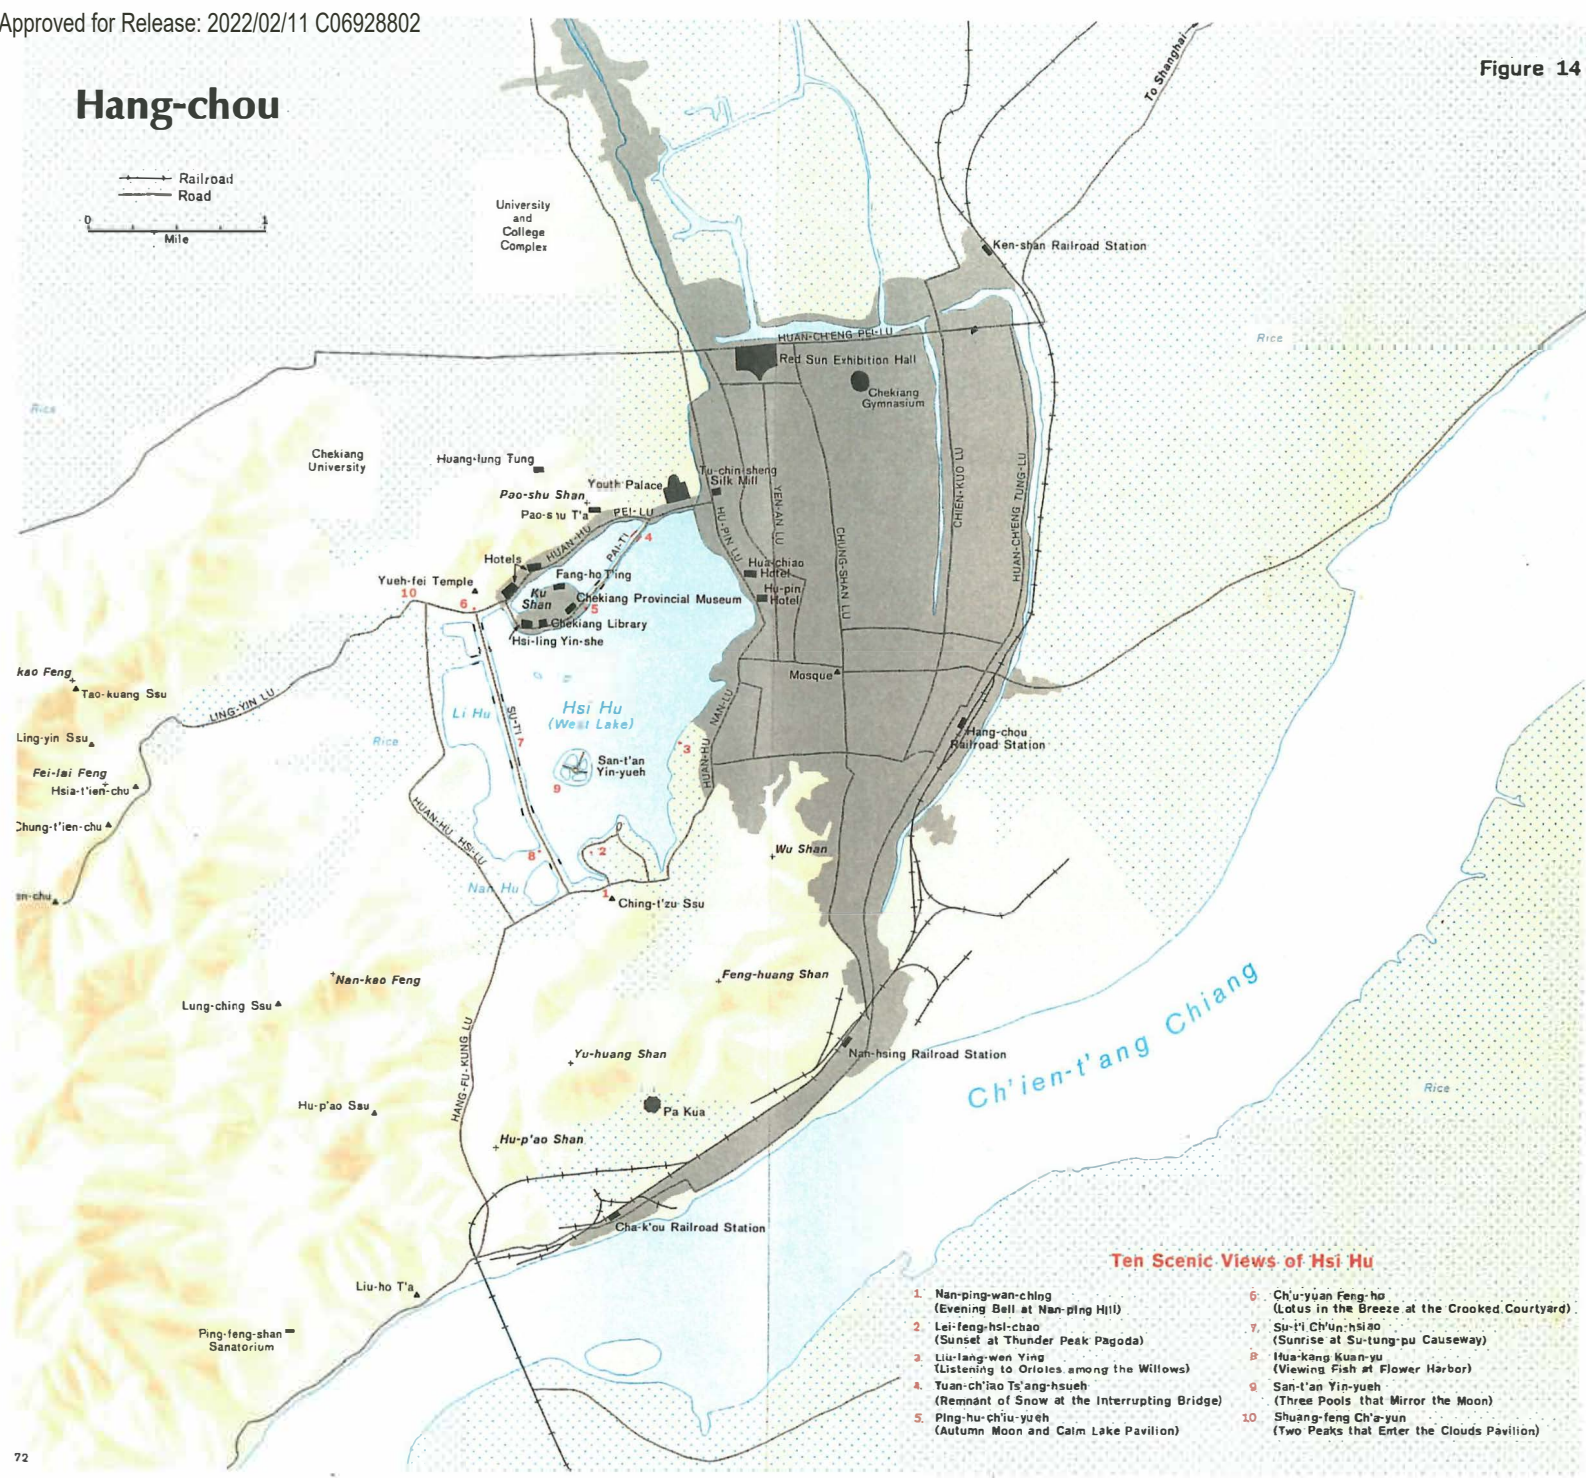 Approved for Release: 2022/02/11 C06928802
Figure 14
Hang-chou
To Shanghai
Railroad
Road
0 1
Mile
University
and
College
Complex
Ken-shan Railroad Station
HUAN-CH'ENG PEI-LU
Red Sun Exhibition Hall
Rice
Chekiang
Gymnasium
Rice
Chekiang
University
Huang-lung Tung
Tu-chin-sheng
Silk Mill
Youth Palace
Pao-shu Shan
Pao-s u T'a
PEI-LU
HUAN-HU
PAI-TI
4
HU-PIN LU
YEN-AN LU
CHUNG-SHAN LU
CHIEN-KUO LU
HUAN-CH'ENG TUNG-LU
Hotels
Fang-ho T'ing
Hua-chiao
Hotel
Yueh-fei Temple
10
6
Ku
Shan
Chekiang Provincial Museum
5
Hu-pin
Hotel
Chekiang Library
Hsi-ling Yin-she
kao Feng
Tao-kuang Ssu
Mosque
LING-YIN LU
Li Hu
SU-TI
7
Hsi Hu
(West Lake)
NAN-LU
HUAN-HU
Ling-yin Ssu
Rice
3
Hang-chou
Railroad Station
Fei-lai Feng
Hsia-t'ien-chu
San-t'an
Yin-yueh
9
Chung-t'ien-chu
HUAN-HU HSI-LU
8
2
Wu Shan
Nan Hu
en-chu
1
Ching-t'zu Ssu
Nan-kao Feng
Feng-huang Shan
Lung-ching Ssu
Ch'ien-t'ang Chiang
HANG-FU-KUNG LU
Yu-huang Shan
Nan-hsing Railroad Station
Rice
Hu-p'ao Ssu
Pa Kua
Hu-p'ao Shan
Cha-k'ou Railroad Station
Liu-ho T'a
Ping-feng-shan
Sanatorium
Ten Scenic Views of Hsi Hu
1. Nan-ping-wan-ching
(Evening Bell at Nan-ping Hill)
2 Lei-feng-hsi-chao
(Sunset at Thunder Peak Pagoda)
3 Liu-lang-wen Ying
(Listening to Orioles among the Willows)
4. Tuan-ch'iao Ts'ang-hsueh
(Remnant of Snow at the Interrupting Bridge)
5. Ping-hu-ch'iu-yueh
(Autumn Moon and Calm Lake Pavilion)
6. Ch'u-yuan Feng-ho
(Lotus in the Breeze at the Crooked Courtyard)
7. Su-t'i Ch'un-hsiao
(Sunrise at Su-tung-pu Causeway)
8 Hua-kang Kuan-yu
(Viewing Fish at Flower Harbor)
9 San-t'an Yin-yueh
(Three Pools that Mirror the Moon)
10 Shuang-feng Ch'a-yun
(Two Peaks that Enter the Clouds Pavilion)
72